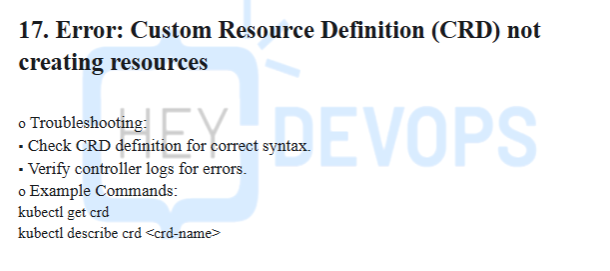 17. Error: Custom Resource Definition (CRD) not
creating resources
HEY DEVOPS
o Troubleshooting:
▪ Check CRD definition for correct syntax.
▪ Verify controller logs for errors.
o Example Commands:
kubectl get crd
kubectl describe crd <crd-name>